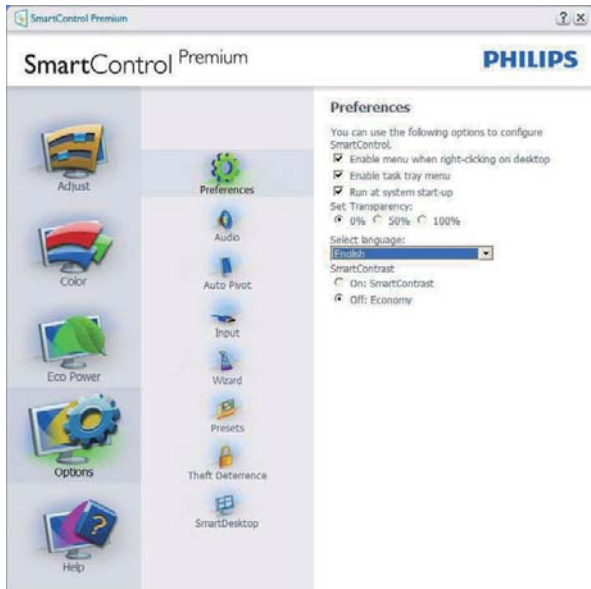 SmartControl Premium
SmartControl Premium
PHILIPS
Adjust
Color
Eco Power
Options
Help
Preferences
Audio
Auto Pivot
Input
Wizard
Presets
Theft Deterrence
SmartDesktop
Preferences
You can use the following options to configure
SmartControl.
Enable menu when right-clicking on desktop
Enable task tray menu
Run at system start-up
Set Transparency:
0% 50% 100%
Select language:
English
SmartContrast
On: SmartContrast
Off: Economy